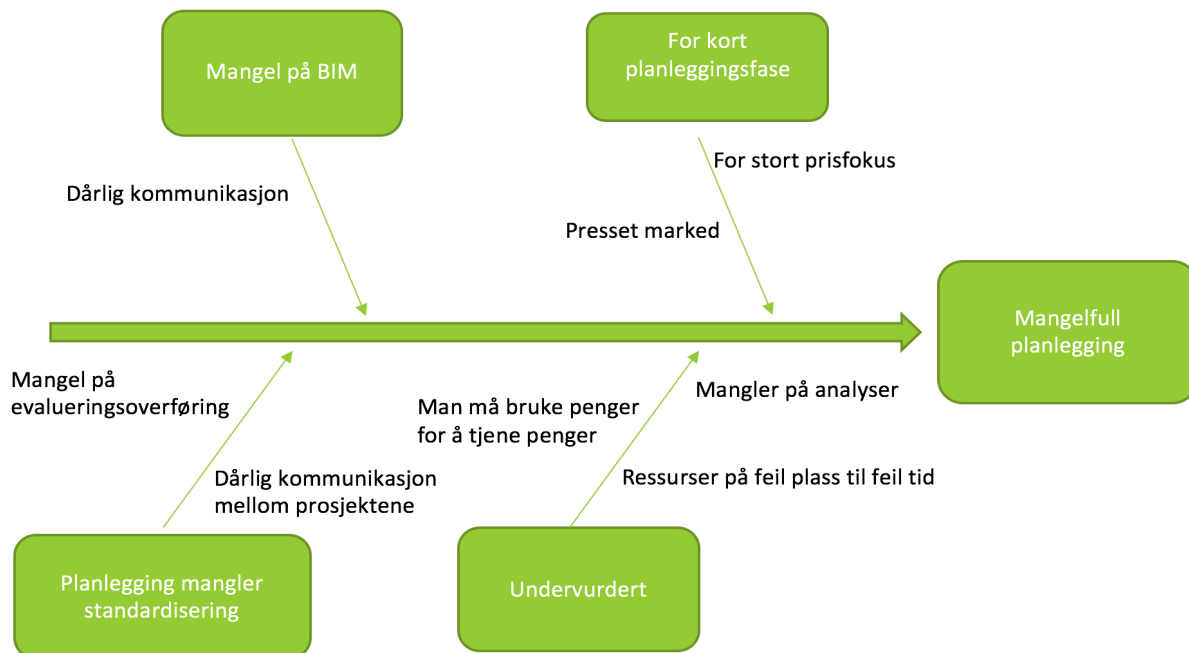 Mangel på BIM
For kort
planleggingsfase
Dårlig kommunikasjon
For stort prisfokus
Presset marked
Mangelfull
planlegging
Mangel på
evalueringsoverføring
Dårlig kommunikasjon
mellom prosjektene
Man må bruke penger
for å tjene penger
Mangler på analyser
Ressurser på feil plass til feil tid
Planlegging mangler
standardisering
Undervurdert